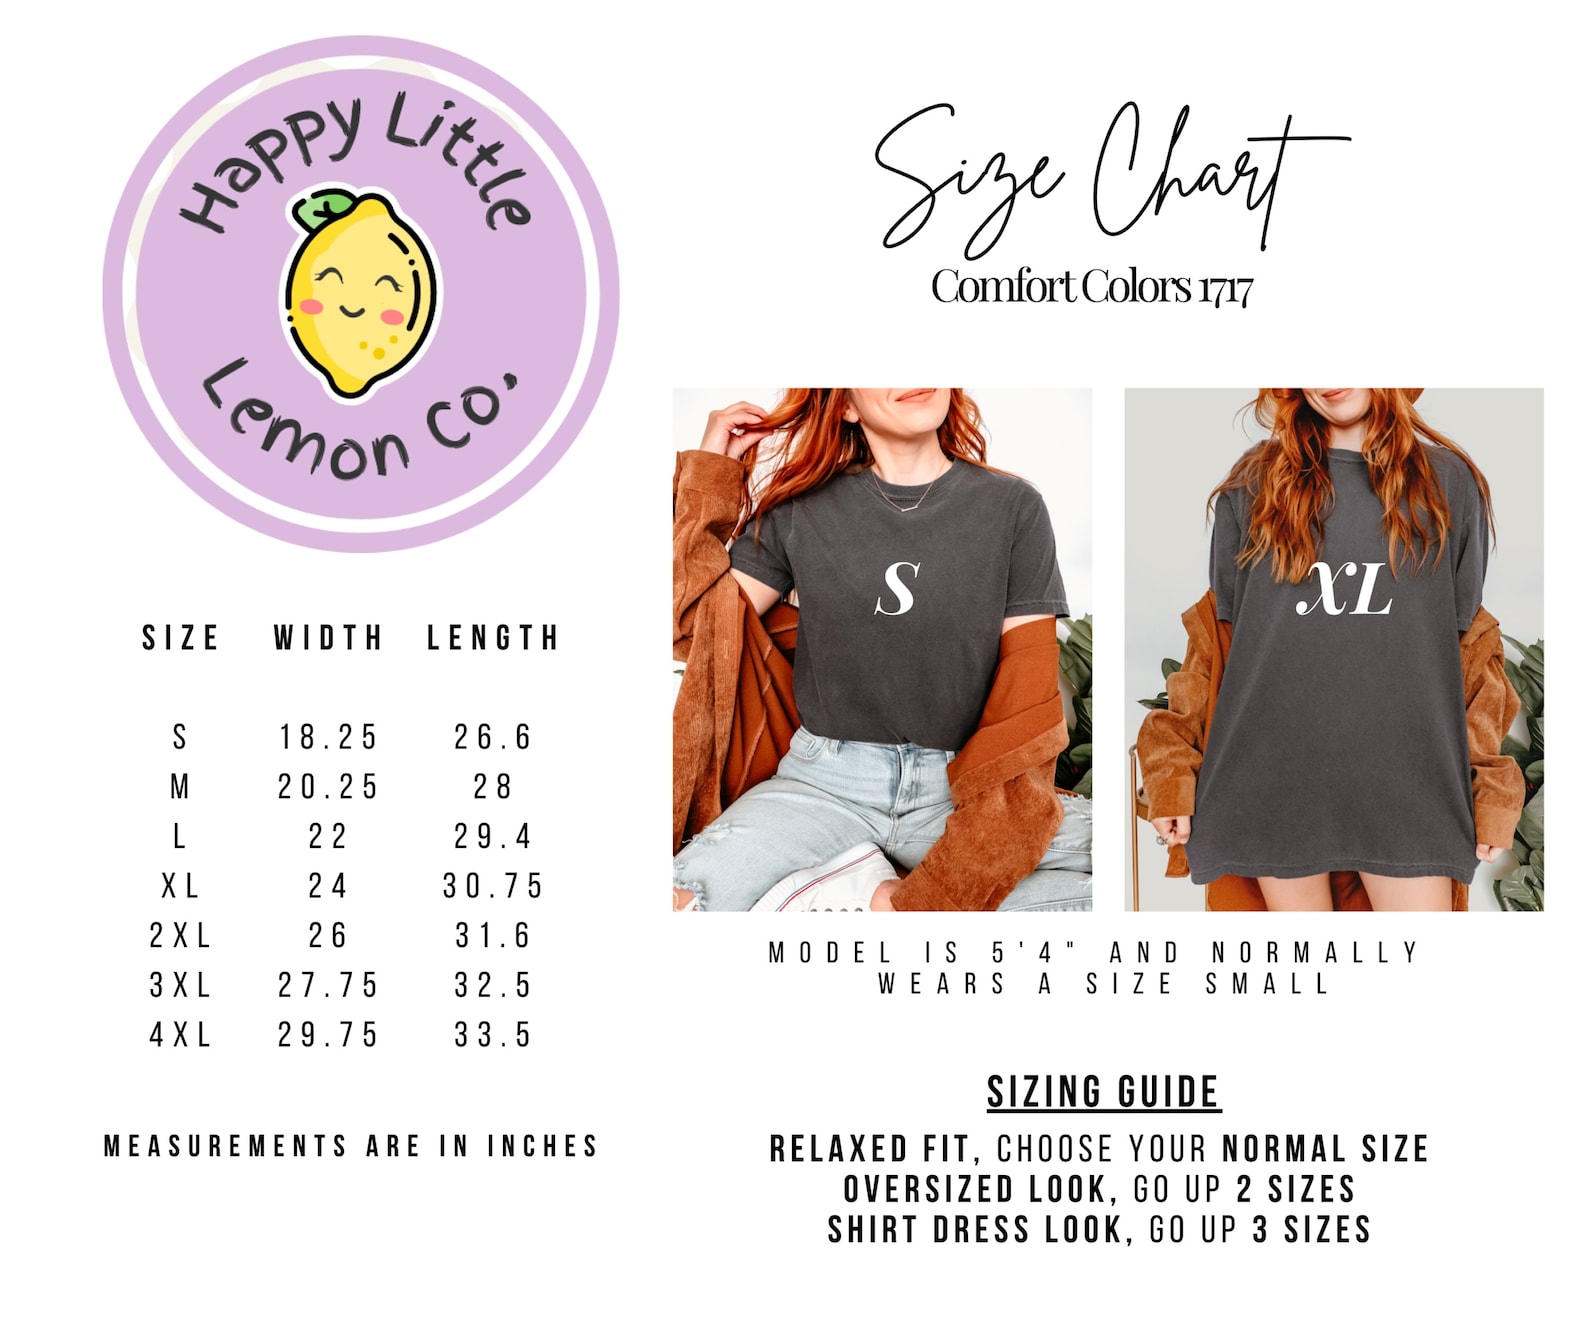 Happy Little
Lemon Co.
Size Chart
Comfort Colors 1717
SIZE WIDTH LENGTH
S 18.25 26.6
M 20.25 28
L 22 29.4
XL 24 30.75
2XL 26 31.6
3XL 27.75 32.5
4XL 29.75 33.5
MEASUREMENTS ARE IN INCHES
S
XL
MODEL IS 5'4" AND NORMALLY
WEARS A SIZE SMALL
SIZING GUIDE
RELAXED FIT, CHOOSE YOUR NORMAL SIZE
OVERSIZED LOOK, GO UP 2 SIZES
SHIRT DRESS LOOK, GO UP 3 SIZES